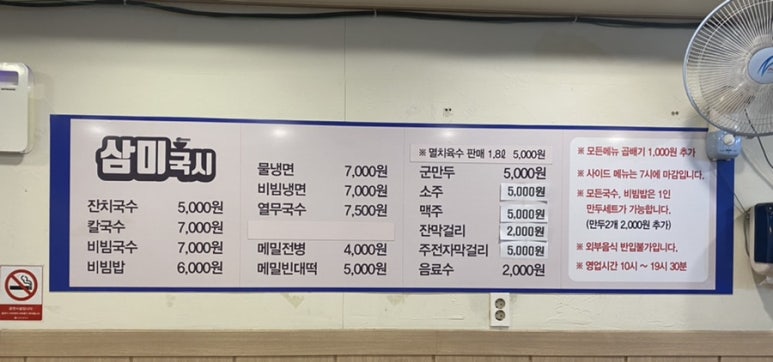 삼미국시
잔치국수 5,000원
칼국수 7,000원
비빔국수 7,000원
비빔밥 6,000원
물냉면 7,000원
비빔냉면 7,000원
열무국수 7,500원
메밀전병 4,000원
메밀빈대떡 5,000원
※ 멸치육수 판매 1.8ℓ 5,000원
군만두 5,000원
소주 5,000원
맥주 5,000원
잔막걸리 2,000원
주전자막걸리 5,000원
음료수 2,000원
※ 모든메뉴 곱빼기 1,000원 추가
※ 사이드 메뉴는 7시에 마감입니다.
※ 모든국수, 비빔밥은 1인
만두세트가 가능합니다.
(만두2개 2,000원 추가)
※ 외부음식 반입불가입니다.
※ 영업시간 10시 ~ 19시 30분